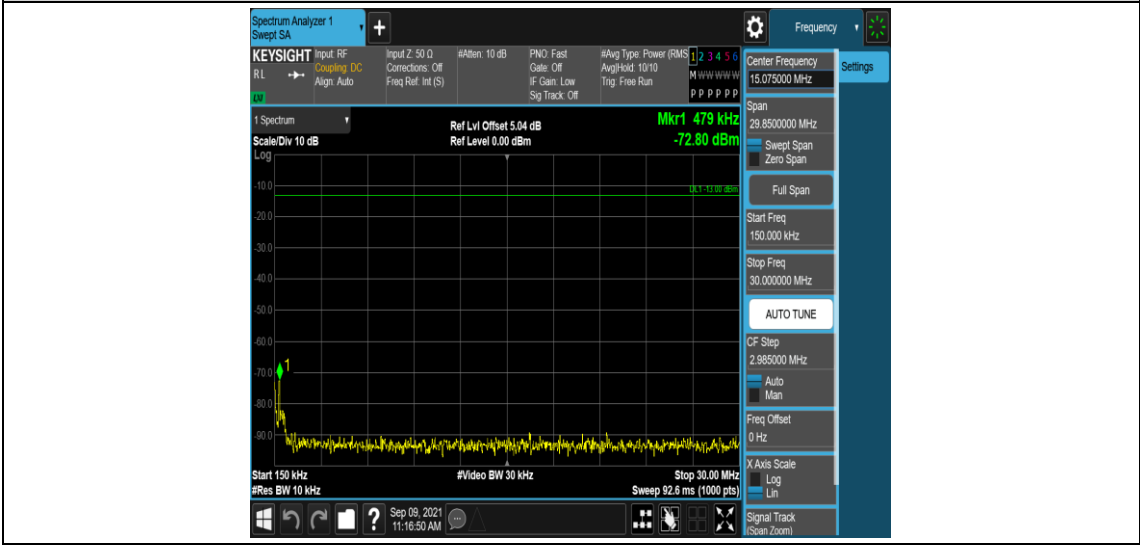 Spectrum Analyzer 1
Swept SA
+
Frequency
KEYSIGHT
RL
LNI
Input: RF
Coupling: DC
Align: Auto
Input Z: 50 Ω
Corrections: Off
Freq Ref: Int (S)
#Atten: 10 dB
PNO: Fast
Gate: Off
IF Gain: Low
Sig Track: Off
#Avg Type: Power (RMS
Avg|Hold: 10/10
Trig: Free Run
1 2 3 4 5 6
M W W W W W
P P P P P P
1 Spectrum
Scale/Div 10 dB
Ref Lvl Offset 5.04 dB
Ref Level 0.00 dBm
Mkr1 479 kHz
-72.80 dBm
Log
DL1 -13.00 dBm
-10.0
-20.0
-30.0
-40.0
-50.0
-60.0
-70.0
-80.0
-90.0
1
Start 150 kHz
#Res BW 10 kHz
#Video BW 30 kHz
Stop 30.00 MHz
Sweep 92.6 ms (1000 pts)
Center Frequency
15.075000 MHz
Settings
Span
29.8500000 MHz
Swept Span
Zero Span
Full Span
Start Freq
150.000 kHz
Stop Freq
30.000000 MHz
AUTO TUNE
CF Step
2.985000 MHz
Auto
Man
Freq Offset
0 Hz
X Axis Scale
Log
Lin
Signal Track
(Span Zoom)
?
Sep 09, 2021
11:16:50 AM